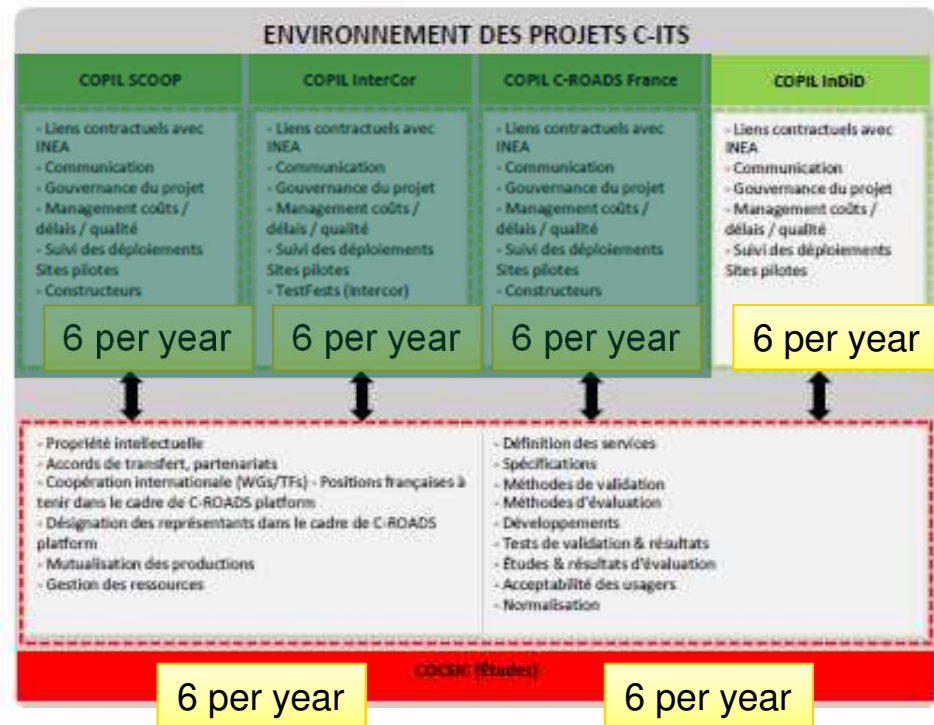 ENVIRONNEMENT DES PROJETS C-ITS
COPIL SCOOP
- Liens contractuels avec
INEA
- Communication
- Gouvernance du projet
- Management coûts /
délais / qualité
- Suivi des déploiements
Sites pilotes
- Constructeurs
6 per year
COPIL InterCor
- Liens contractuels avec
INEA
- Communication
- Gouvernance du projet
- Management coûts /
délais / qualité
- Suivi des déploiements
Sites pilotes
- TestFests (Intercor)
6 per year
COPIL C-ROADS France
- Liens contractuels avec
INEA
- Communication
- Gouvernance du projet
- Management coûts /
délais / qualité
- Suivi des déploiements
Sites pilotes
- Constructeurs
6 per year
COPIL InDiD
- Liens contractuels avec
INEA
- Communication
- Gouvernance du projet
- Management coûts /
délais / qualité
- Suivi des déploiements
Sites pilotes
6 per year
- Propriété intellectuelle
- Accords de transfert, partenariats
- Coopération internationale (WGs/TFs) - Positions françaises à
tenir dans le cadre de C-ROADS platform
- Désignation des représentants dans le cadre de C-ROADS
platform
- Mutualisation des productions
- Gestion des ressources
- Définition des services
- Spécifications
- Méthodes de validation
- Méthodes d'évaluation
- Développements
- Tests de validation & résultats
- Études & résultats d'évaluation
- Acceptabilité des usagers
- Normalisation
COCSIC (Études)
6 per year
6 per year